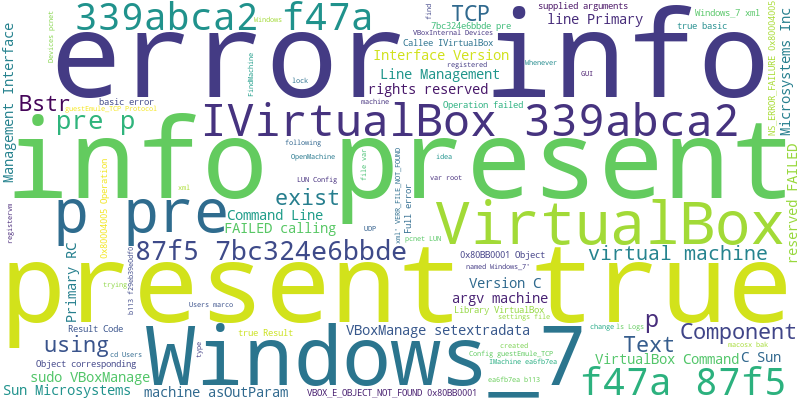 339abca2 f47a
Windows
Devices pcnet
error info
find
TCP
supplied arguments
line Primary
7bc324e6bbde pre
VBoxInternal Devices
Callee IVirtualBox
Windows_7 xml
true basic
Interface Version
Line Management
registered
Whenever
GUI
FindMachine
lock
rights reserved
machine
Operation failed
NS_ERROR_FAILURE 0x80004005
Microsystems Inc
Management Interface
Bstr
basic error
guestEmule_TCP Protocol
IVirtualBox 339abca2
pre p
info present
following
OpenMachine
idea
xml
file var
LUN Config
var root
xml' VERR_FILE_NOT_FOUND
Full error
reserved FAILED
0x80004005 Operation
p pre
exist
Command Line
FAILED calling
UDP
pcnet LUN
VirtualBox
registervm
Primary RC
b113 f29eb39e0df0
87f5 7bc324e6bbde
0x80BB0001 Object
virtual machine
named Windows_7'
present true
trying
Users marco
Version C
argv machine
Library VirtualBox
settings file
p
Result Code
true Result
VBoxManage setextradata
change
ls Logs
Component
macosx bak
using
cd Users
type
Windows_7
created
Config guestEmule_TCP
IMachine ea6fb7ea
Text
VirtualBox Command
C Sun
Object corresponding
sudo VBoxManage
ea6fb7ea b113
f47a 87f5
Sun Microsystems
machine asOutParam
VBOX_E_OBJECT_NOT_FOUND 0x80BB0001